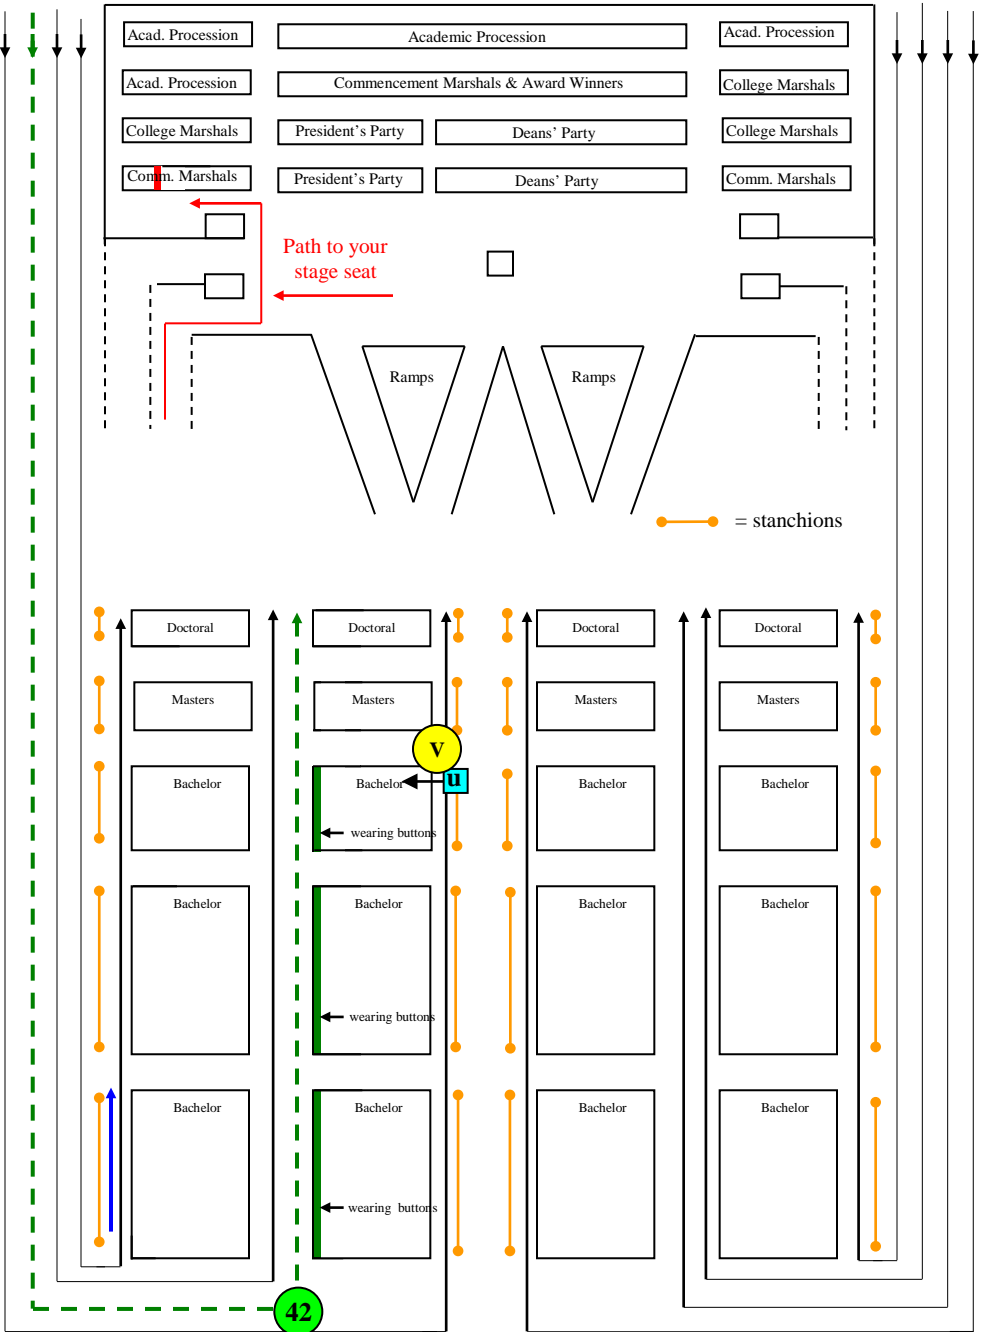 Acad. Procession
Academic Procession
Acad. Procession
Acad. Procession
Commencement Marshals & Award Winners
College Marshals
College Marshals
President's Party
Deans' Party
College Marshals
Comm. Marshals
President's Party
Deans' Party
Comm. Marshals
Path to your
stage seat
Ramps
Ramps
= stanchions
Doctoral
Doctoral
Doctoral
Doctoral
Masters
Masters
Masters
Masters
V
Bachelor
Bachelor
u
Bachelor
Bachelor
wearing buttons
Bachelor
Bachelor
Bachelor
Bachelor
wearing buttons
Bachelor
Bachelor
Bachelor
Bachelor
wearing buttons
42